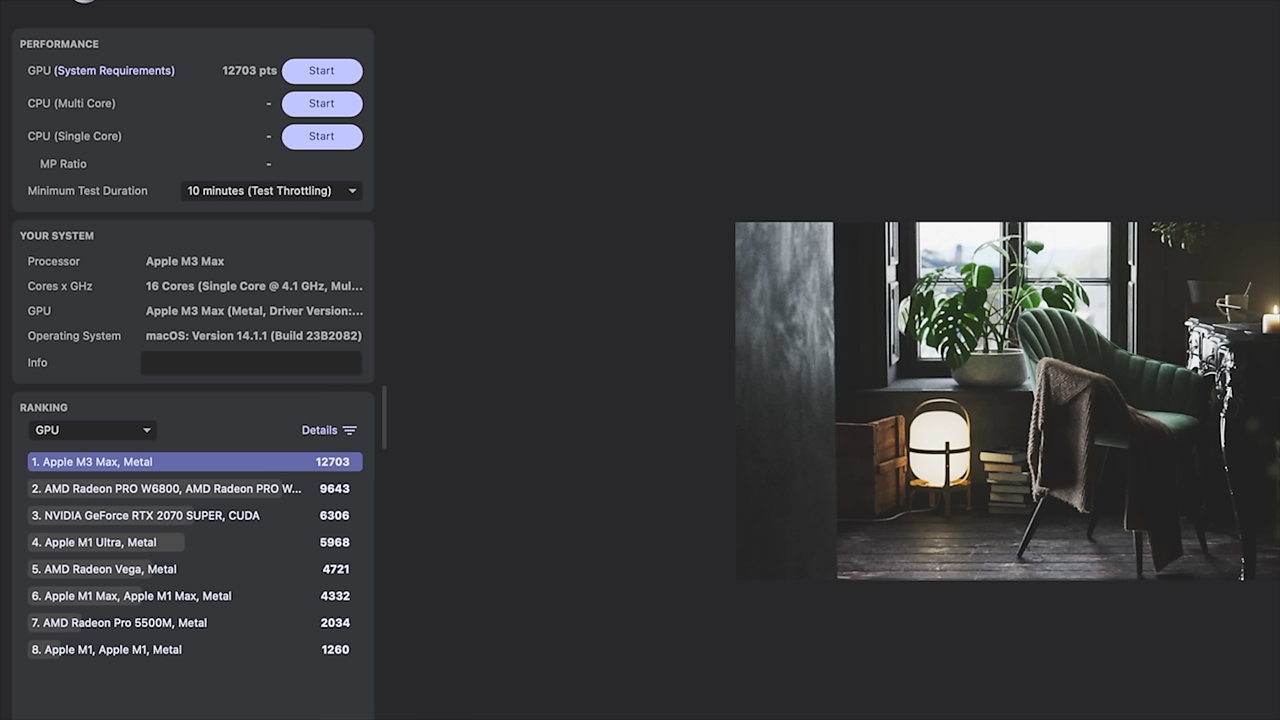 PERFORMANCE
GPU (System Requirements) 12703 pts Start
CPU (Multi Core) - Start
CPU (Single Core) - Start
MP Ratio -
Minimum Test Duration 10 minutes (Test Throttling)
YOUR SYSTEM
Processor Apple M3 Max
Cores x GHz 16 Cores (Single Core @ 4.1 GHz, Mul...
GPU Apple M3 Max (Metal, Driver Version:...
Operating System macOS: Version 14.1.1 (Build 23B2082)
Info
RANKING
GPU Details
1. Apple M3 Max, Metal 12703
2. AMD Radeon PRO W6800, AMD Radeon PRO W... 9643
3. NVIDIA GeForce RTX 2070 SUPER, CUDA 6306
4. Apple M1 Ultra, Metal 5968
5. AMD Radeon Vega, Metal 4721
6. Apple M1 Max, Apple M1 Max, Metal 4332
7. AMD Radeon Pro 5500M, Metal 2034
8. Apple M1, Apple M1, Metal 1260